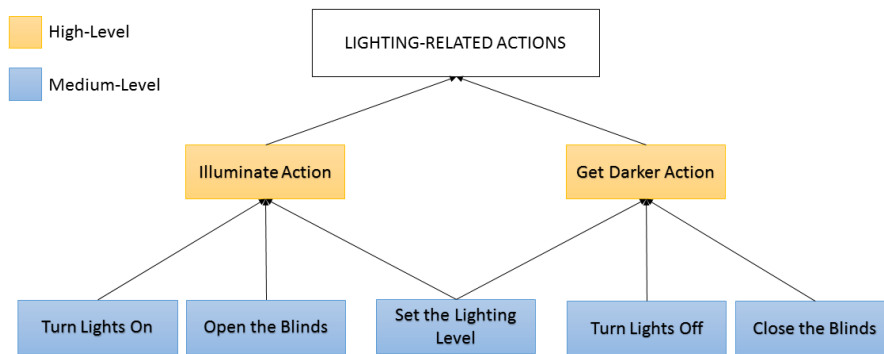 High-Level
LIGHTING-RELATED ACTIONS
Medium-Level
Illuminate Action
Get Darker Action
Turn Lights On
Open the Blinds
Set the Lighting
Level
Turn Lights Off
Close the Blinds